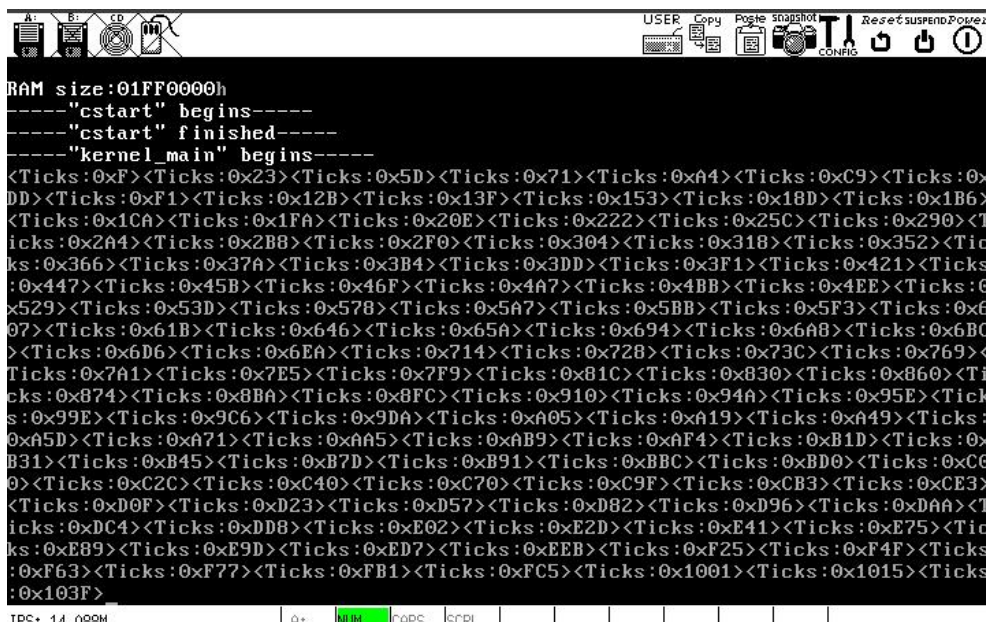 A: B: CD USER Copy Paste snapshot CONFIG Reset SUSPEND Power
RAM size:01FF0000h
-----"cstart" begins-----
-----"cstart" finished-----
-----"kernel_main" begins-----
<Ticks:0xF><Ticks:0x23><Ticks:0x5D><Ticks:0x71><Ticks:0xA4><Ticks:0xC9><Ticks:0x
DD><Ticks:0xF1><Ticks:0x12B><Ticks:0x13F><Ticks:0x153><Ticks:0x18D><Ticks:0x1B6>
<Ticks:0x1CA><Ticks:0x1FA><Ticks:0x20E><Ticks:0x222><Ticks:0x25C><Ticks:0x290><T
icks:0x2A4><Ticks:0x2B8><Ticks:0x2F0><Ticks:0x304><Ticks:0x318><Ticks:0x352><Tic
ks:0x366><Ticks:0x37A><Ticks:0x3B4><Ticks:0x3DD><Ticks:0x3F1><Ticks:0x421><Ticks
:0x447><Ticks:0x45B><Ticks:0x46F><Ticks:0x4A7><Ticks:0x4BB><Ticks:0x4EE><Ticks:0
x529><Ticks:0x53D><Ticks:0x578><Ticks:0x5A7><Ticks:0x5BB><Ticks:0x5F3><Ticks:0x6
07><Ticks:0x61B><Ticks:0x646><Ticks:0x65A><Ticks:0x694><Ticks:0x6A8><Ticks:0x6BC
><Ticks:0x6D6><Ticks:0x6EA><Ticks:0x714><Ticks:0x728><Ticks:0x73C><Ticks:0x769><
Ticks:0x7A1><Ticks:0x7E5><Ticks:0x7F9><Ticks:0x81C><Ticks:0x830><Ticks:0x860><Ti
cks:0x874><Ticks:0x8BA><Ticks:0x8FC><Ticks:0x910><Ticks:0x94A><Ticks:0x95E><Tick
s:0x99E><Ticks:0x9C6><Ticks:0x9DA><Ticks:0xA05><Ticks:0xA19><Ticks:0xA49><Ticks:
0xA5D><Ticks:0xA71><Ticks:0xAA5><Ticks:0xAB9><Ticks:0xAF4><Ticks:0xB1D><Ticks:0x
B31><Ticks:0xB45><Ticks:0xB7D><Ticks:0xB91><Ticks:0xBBC><Ticks:0xBD0><Ticks:0xC0
0><Ticks:0xC2C><Ticks:0xC40><Ticks:0xC70><Ticks:0xC9F><Ticks:0xCB3><Ticks:0xCE3>
<Ticks:0xD0F><Ticks:0xD23><Ticks:0xD57><Ticks:0xD82><Ticks:0xD96><Ticks:0xDAA><T
icks:0xDC4><Ticks:0xDD8><Ticks:0xE02><Ticks:0xE2D><Ticks:0xE41><Ticks:0xE75><Tic
ks:0xE89><Ticks:0xE9D><Ticks:0xED7><Ticks:0xEEB><Ticks:0xF25><Ticks:0xF4F><Ticks
:0xF63><Ticks:0xF77><Ticks:0xFB1><Ticks:0xFC5><Ticks:0x1001><Ticks:0x1015><Ticks
:0x103F>_
IPS: 14.088M A: NUM CAPS SCRL